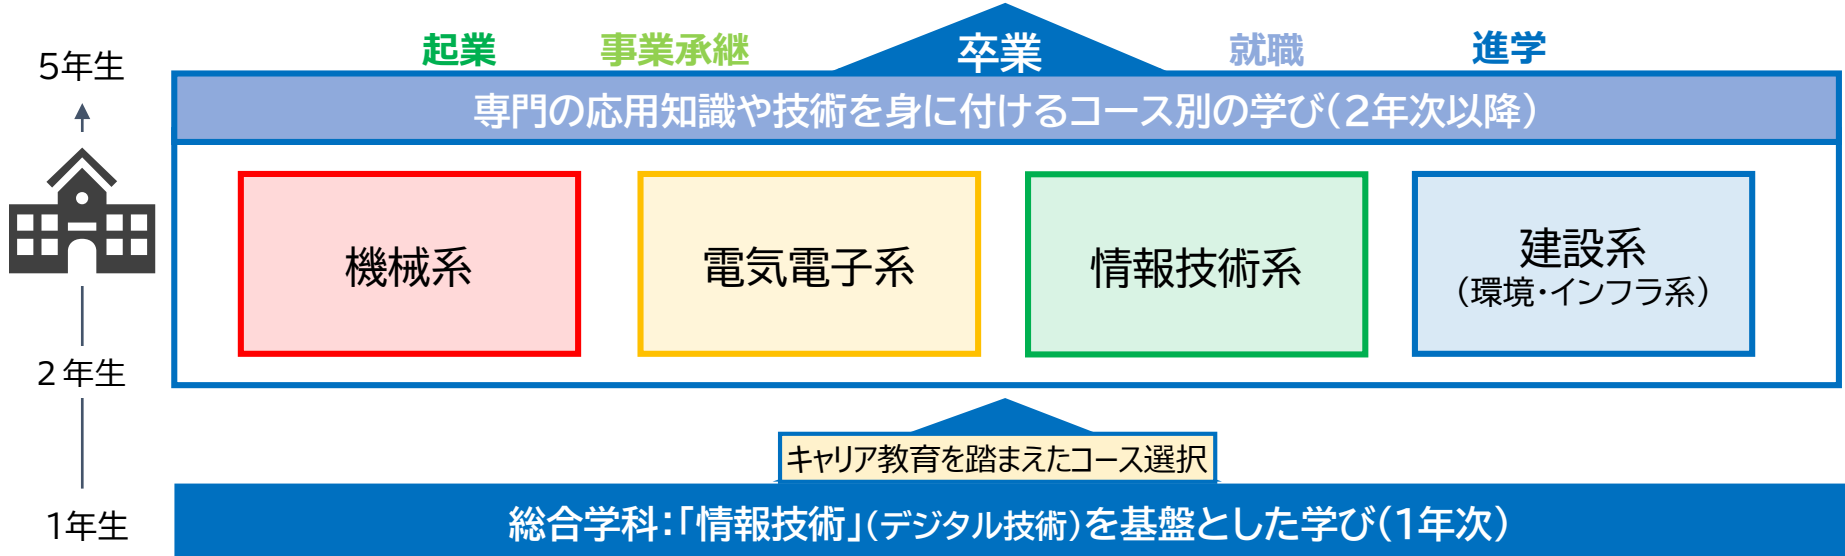 起業
事業承継
卒業
就職
進学
5年生
専門の応用知識や技術を身に付けるコース別の学び(2年次以降)
機械系
電気電子系
情報技術系
建設系
(環境・インフラ系)
2年生
キャリア教育を踏まえたコース選択
1年生
総合学科:「情報技術」(デジタル技術)を基盤とした学び(1年次)